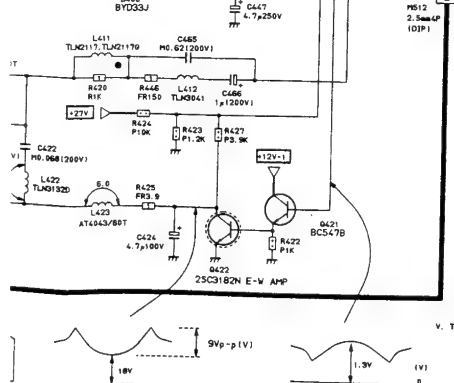 BYD33J
C447
4.7µ250V
M512
2.5mm4P
(DIP)
L411
TLN2117.TLN2117D
C465
M0.62(200V)
R420
R1K
R446
FR150
L412
TLN3041
C466
1µ(200V)
+27V
R424
P10K
R423
P1.2K
R427
P3.9K
+12V-1
C422
M0.068(200V)
L422
TLN3132D
6.0
L423
AT4043/60T
R425
FR3.9
C424
4.7µ100V
Q421
BC547B
R422
P1K
Q422
2SC3182N E-W AMP
9Vp-p(V)
18V
1.3V
(V)
V. T